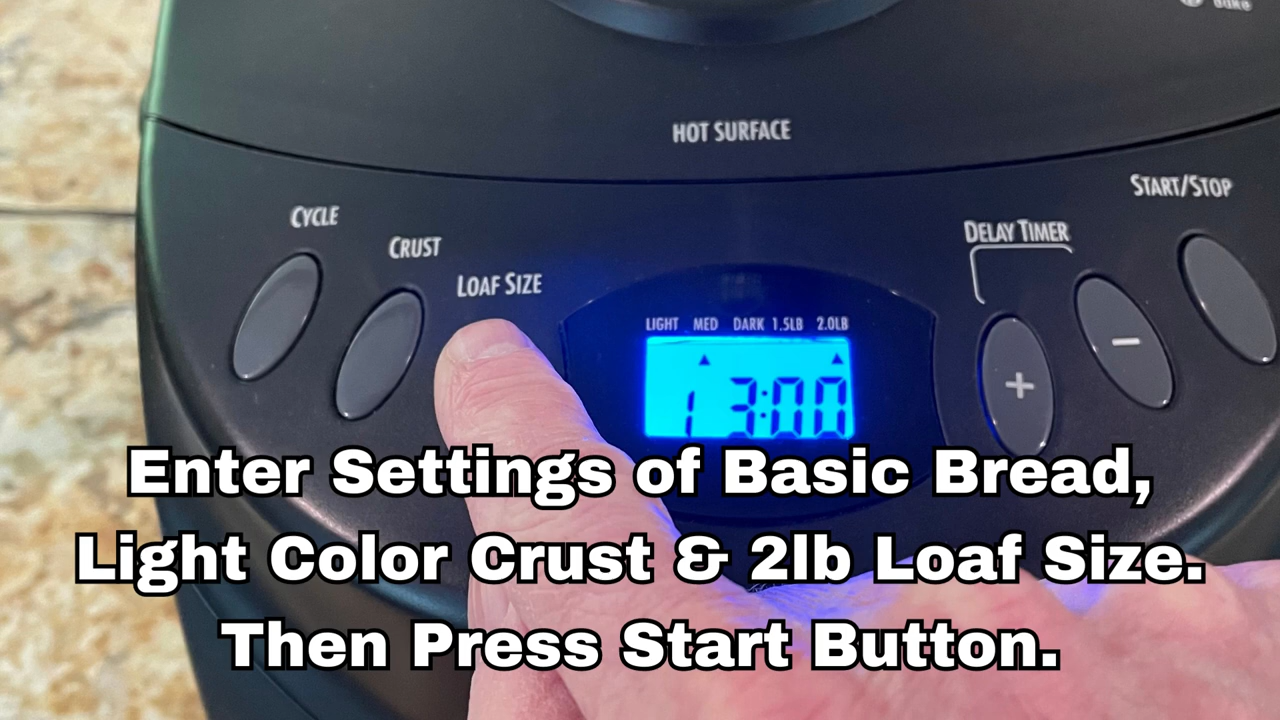 Bake
HOT SURFACE
START/STOP
CYCLE
DELAY TIMER
CRUST
LOAF SIZE
LIGHT MED DARK 1.5LB 2.0LB
1 3:00
+
−
Enter Settings of Basic Bread,
Light Color Crust & 2lb Loaf Size.
Then Press Start Button.